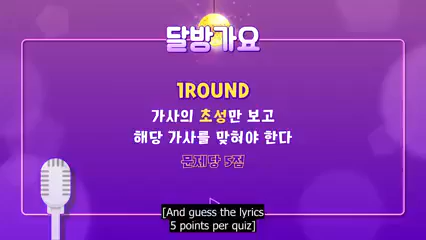 달방가요
1ROUND
가사의 초성만 보고
해당 가사를 맞혀야 한다
문제당 5점
[And guess the lyrics
5 points per quiz]